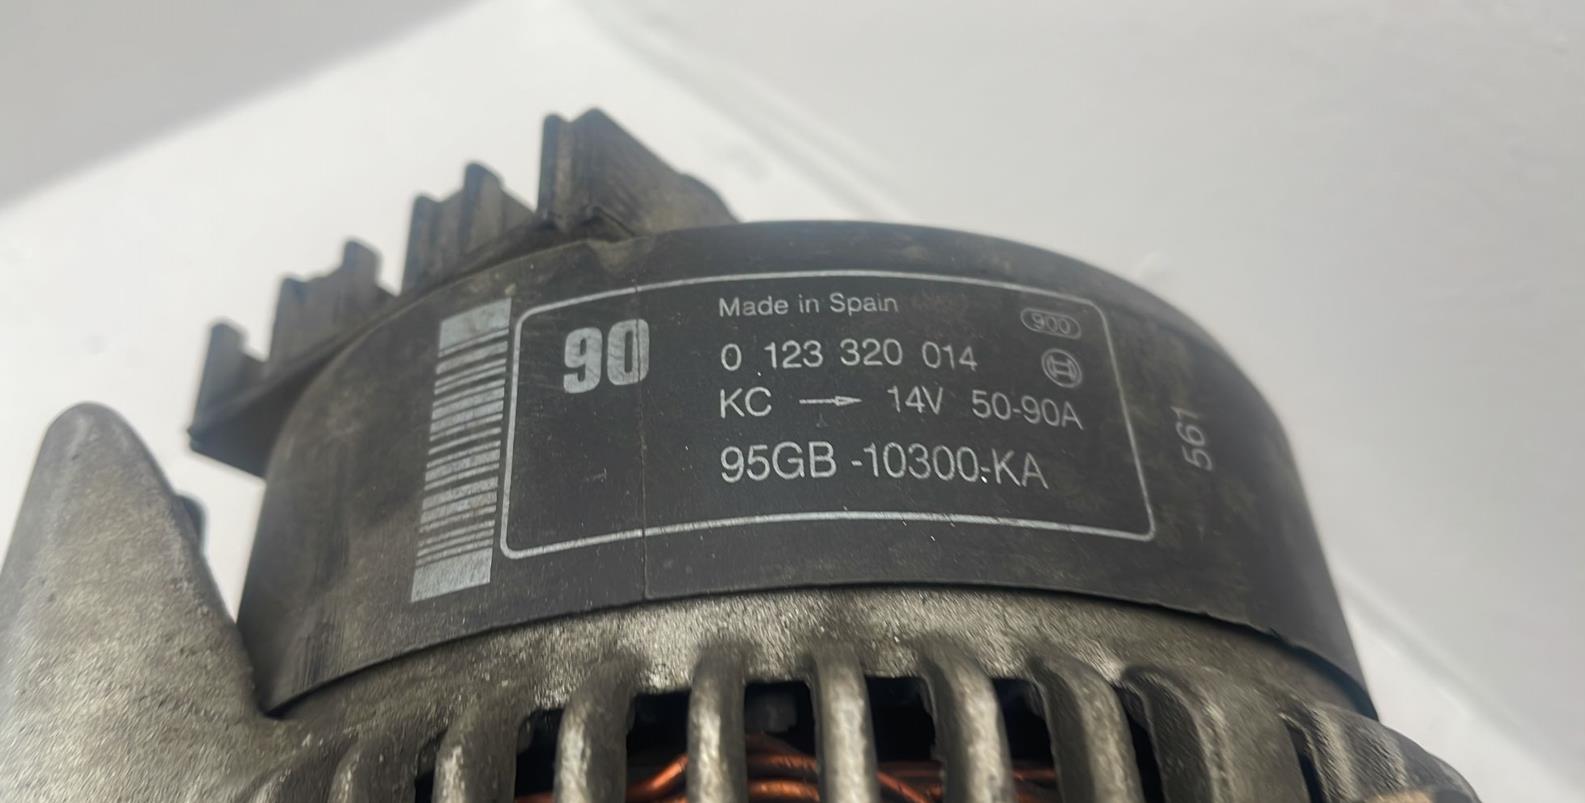 90
Made in Spain
900
0 123 320 014
KC → 14V 50-90A
95GB-10300-KA
561